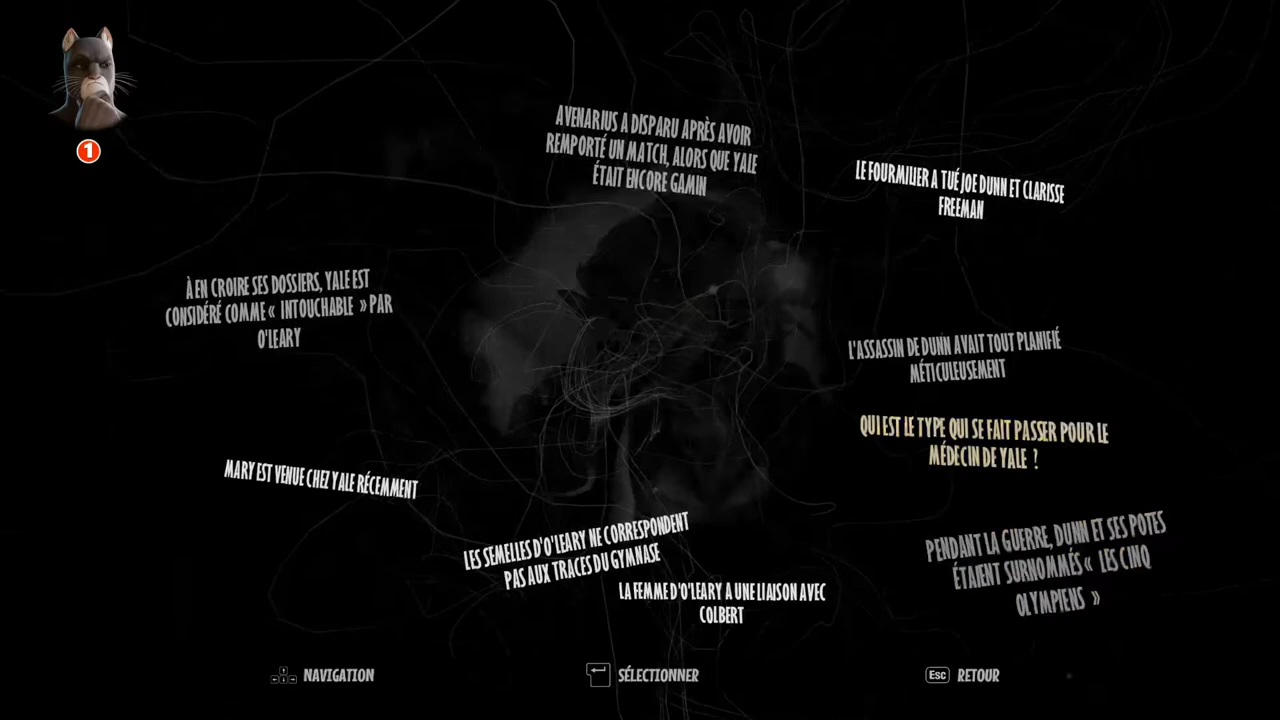 1
AVENARIUS A DISPARU APRÈS AVOIR
REMPORTÉ UN MATCH, ALORS QUE YALE
ÉTAIT ENCORE GAMIN
LE FOURMILIER A TUÉ JOE DUNN ET CLARISSE
FREEMAN
À EN CROIRE SES DOSSIERS, YALE EST
CONSIDÉRÉ COMME « INTOUCHABLE » PAR
O'LEARY
L'ASSASSIN DE DUNN AVAIT TOUT PLANIFIÉ
MÉTICULEUSEMENT
QUI EST LE TYPE QUI SE FAIT PASSER POUR LE
MÉDECIN DE YALE ?
MARY EST VENUE CHEZ YALE RÉCEMMENT
LES SEMELLES D'O'LEARY NE CORRESPONDENT
PAS AUX TRACES DU GYMNASE
PENDANT LA GUERRE, DUNN ET SES POTES
ÉTAIENT SURNOMMÉS « LES CINQ
OLYMPIENS »
LA FEMME D'O'LEARY A UNE LIAISON AVEC
COLBERT
NAVIGATION
SÉLECTIONNER
Esc RETOUR